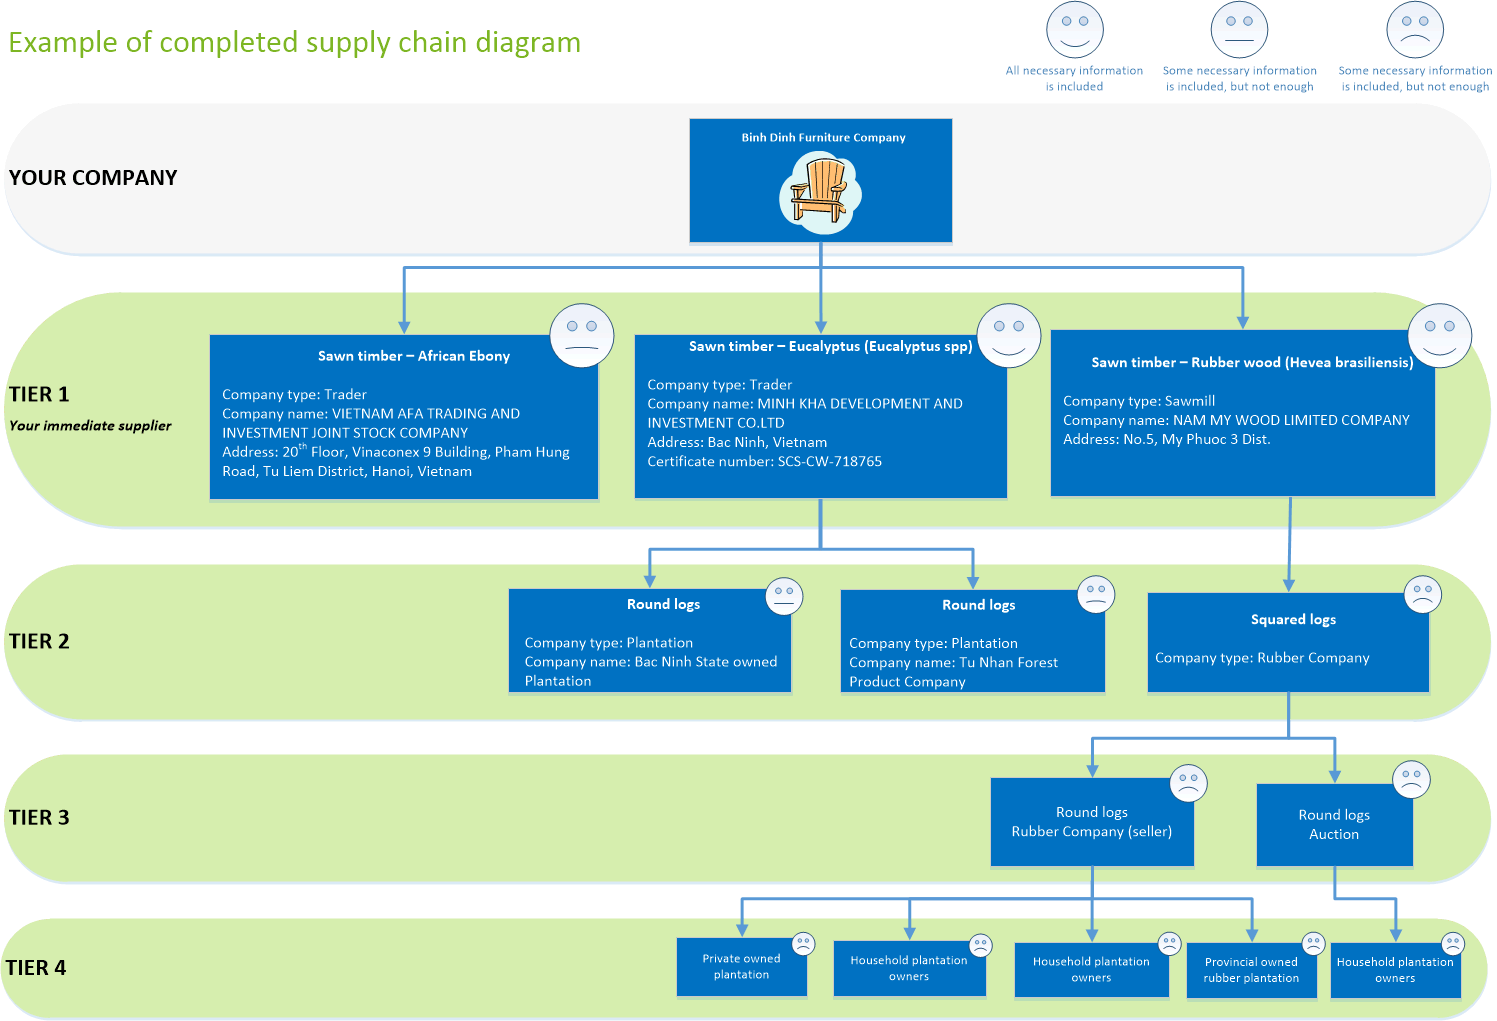 Example of completed supply chain diagram
All necessary information
is included
Some necessary information
is included, but not enough
Some necessary information
is included, but not enough
YOUR COMPANY
Binh Dinh Furniture Company
TIER 1
Your immediate supplier
Sawn timber – African Ebony
Company type: Trader
Company name: VIETNAM AFA TRADING AND
INVESTMENT JOINT STOCK COMPANY
Address: 20th Floor, Vinaconex 9 Building, Pham Hung
Road, Tu Liem District, Hanoi, Vietnam
Sawn timber – Eucalyptus (Eucalyptus spp)
Company type: Trader
Company name: MINH KHA DEVELOPMENT AND
INVESTMENT CO.LTD
Address: Bac Ninh, Vietnam
Certificate number: SCS-CW-718765
Sawn timber – Rubber wood (Hevea brasiliensis)
Company type: Sawmill
Company name: NAM MY WOOD LIMITED COMPANY
Address: No.5, My Phuoc 3 Dist.
TIER 2
Round logs
Company type: Plantation
Company name: Bac Ninh State owned
Plantation
Round logs
Company type: Plantation
Company name: Tu Nhan Forest
Product Company
Squared logs
Company type: Rubber Company
TIER 3
Round logs
Rubber Company (seller)
Round logs
Auction
TIER 4
Private owned
plantation
Household plantation
owners
Household plantation
owners
Provincial owned
rubber plantation
Household plantation
owners